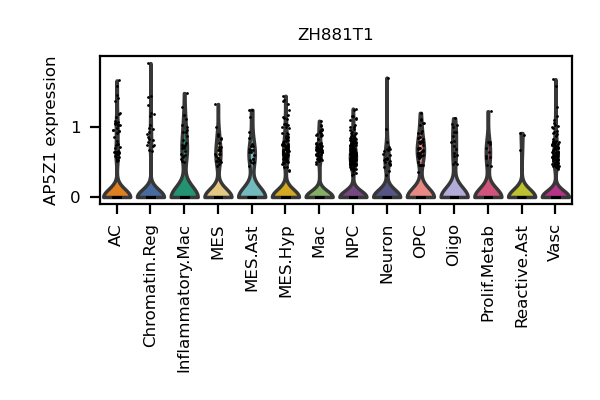 ZH881T1
AP5Z1 expression
1
0
AC
Chromatin.Reg
Inflammatory.Mac
MES
MES.Ast
MES.Hyp
Mac
NPC
Neuron
OPC
Oligo
Prolif.Metab
Reactive.Ast
Vasc